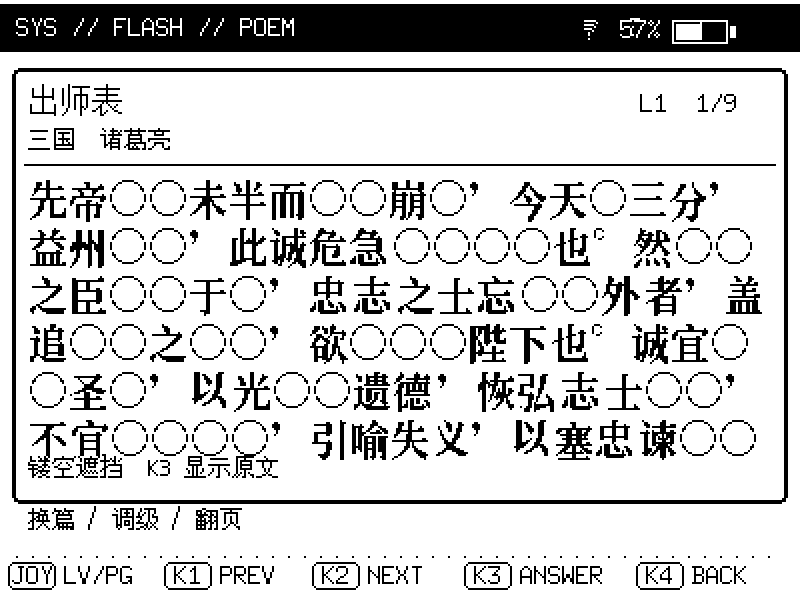 SYS // FLASH // POEM 57%
出师表 L1 1/9
三国 诸葛亮
先帝○○未半而○○崩○，今天○三分，
益州○○，此诚危急○○○○也。然○○
之臣○○于○，忠志之士忘○○外者，盖
追○○之○○，欲○○○陛下也。诚宜○
○圣○，以光○○遗德，恢弘志士○○，
不宜○○○○，引喻失义，以塞忠谏○○
镂空遮挡 K3 显示原文
换篇 / 调级 / 翻页
JOY LV/PG K1 PREV K2 NEXT K3 ANSWER K4 BACK